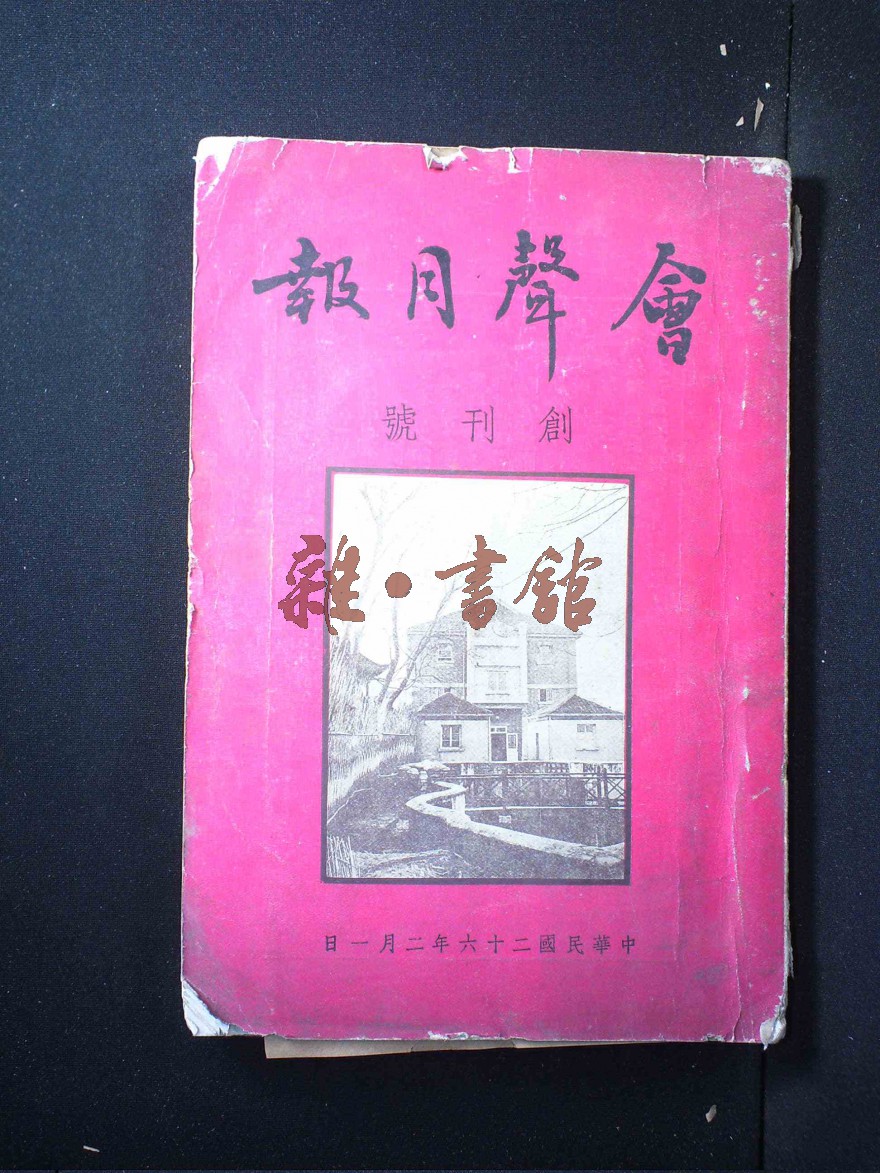 會聲月報
創刊號
雜·書館
中華民國二十六年二月一日